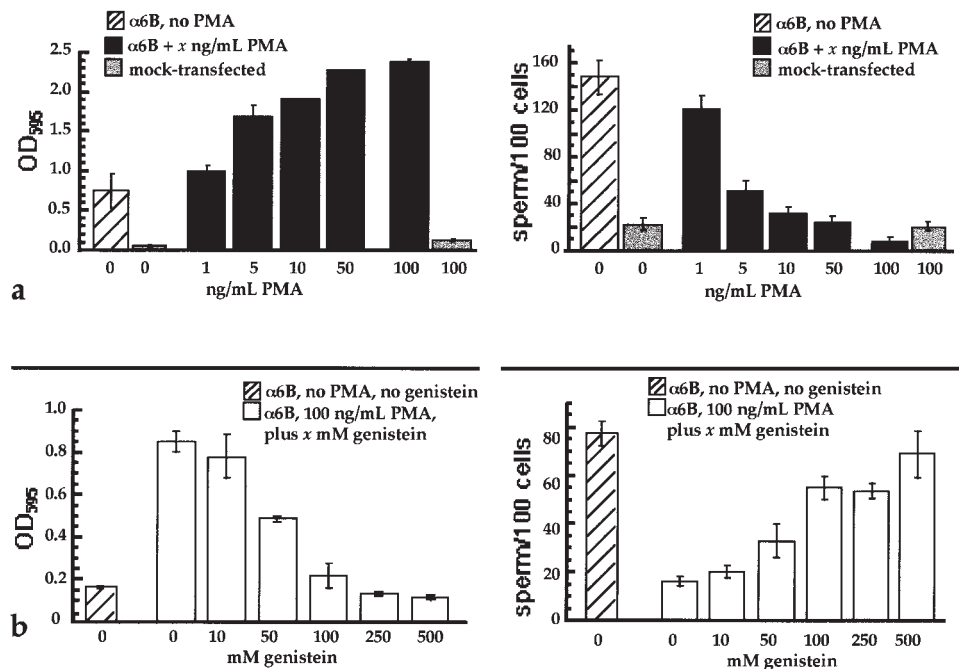 α6B, no PMA
α6B + x ng/mL PMA
mock-transfected
2.5
2.0
1.5
1.0
0.5
0.0
OD595
0 0 1 5 10 50 100 100
ng/mL PMA
a
α6B, no PMA
α6B + x ng/mL PMA
mock-transfected
160
120
80
40
0
sperm/100 cells
0 0 1 5 10 50 100 100
ng/mL PMA
α6B, no PMA, no genistein
α6B, 100 ng/mL PMA,
plus x mM genistein
1.0
0.8
0.6
0.4
0.2
0
OD595
0 0 10 50 100 250 500
mM genistein
b
α6B, no PMA, no genistein
α6B, 100 ng/mL PMA
plus x mM genistein
80
60
40
20
0
sperm/100 cells
0 0 10 50 100 250 500
mM genistein